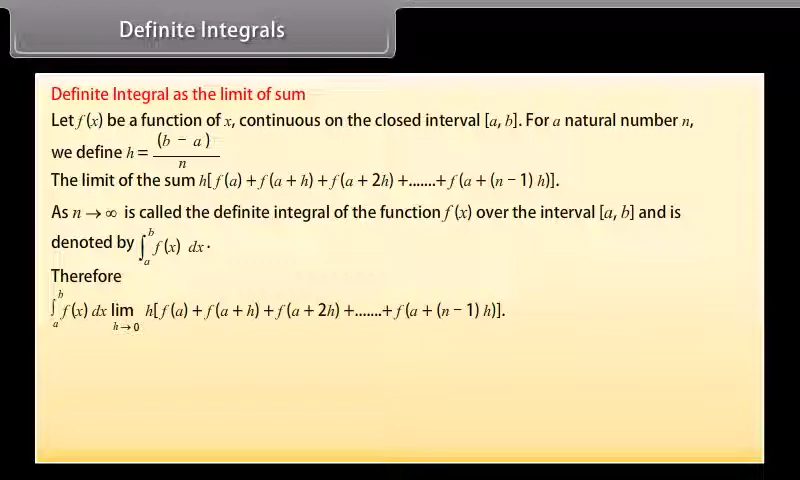 Definite Integrals
Definite Integral as the limit of sum
Let f (x) be a function of x, continuous on the closed interval [a, b]. For a natural number n,
we define h = (b − a) / n
The limit of the sum h[ f (a) + f (a + h) + f (a + 2h) +.......+ f (a + (n − 1) h)].
As n → ∞ is called the definite integral of the function f (x) over the interval [a, b] and is
denoted by ∫_a^b f (x) dx .
Therefore
∫_a^b f (x) dx lim_{h→0} h[ f (a) + f (a + h) + f (a + 2h) +.......+ f (a + (n − 1) h)].